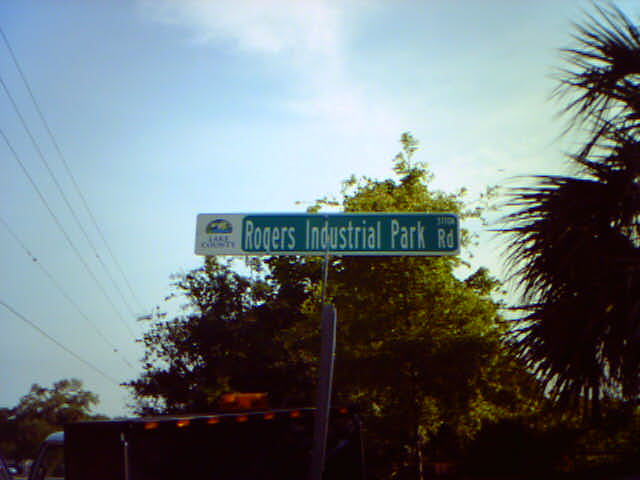 LAKE
COUNTY
Rogers Industrial Park Rd